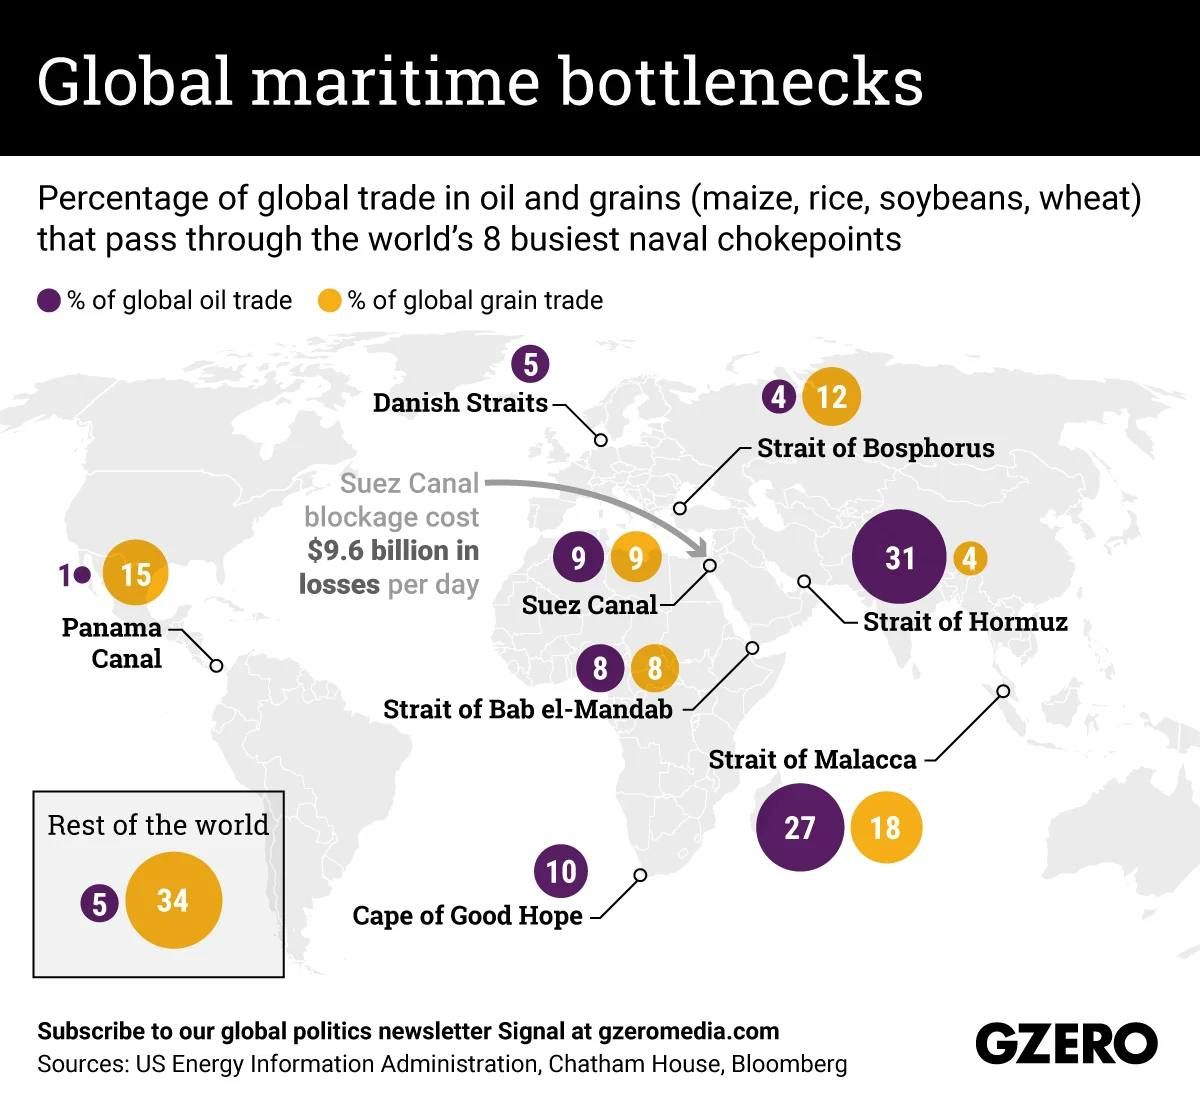 Global maritime bottlenecks
Percentage of global trade in oil and grains (maize, rice, soybeans, wheat)
that pass through the world's 8 busiest naval chokepoints
% of global oil trade
% of global grain trade
5
Danish Straits
4
12
Strait of Bosphorus
Suez Canal
blockage cost
$9.6 billion in
losses per day
9
9
Suez Canal
31
4
Strait of Hormuz
1
15
Panama
Canal
8
8
Strait of Bab el-Mandab
Strait of Malacca
27
18
Rest of the world
5
34
10
Cape of Good Hope
Subscribe to our global politics newsletter Signal at gzeromedia.com
Sources: US Energy Information Administration, Chatham House, Bloomberg
GZERO